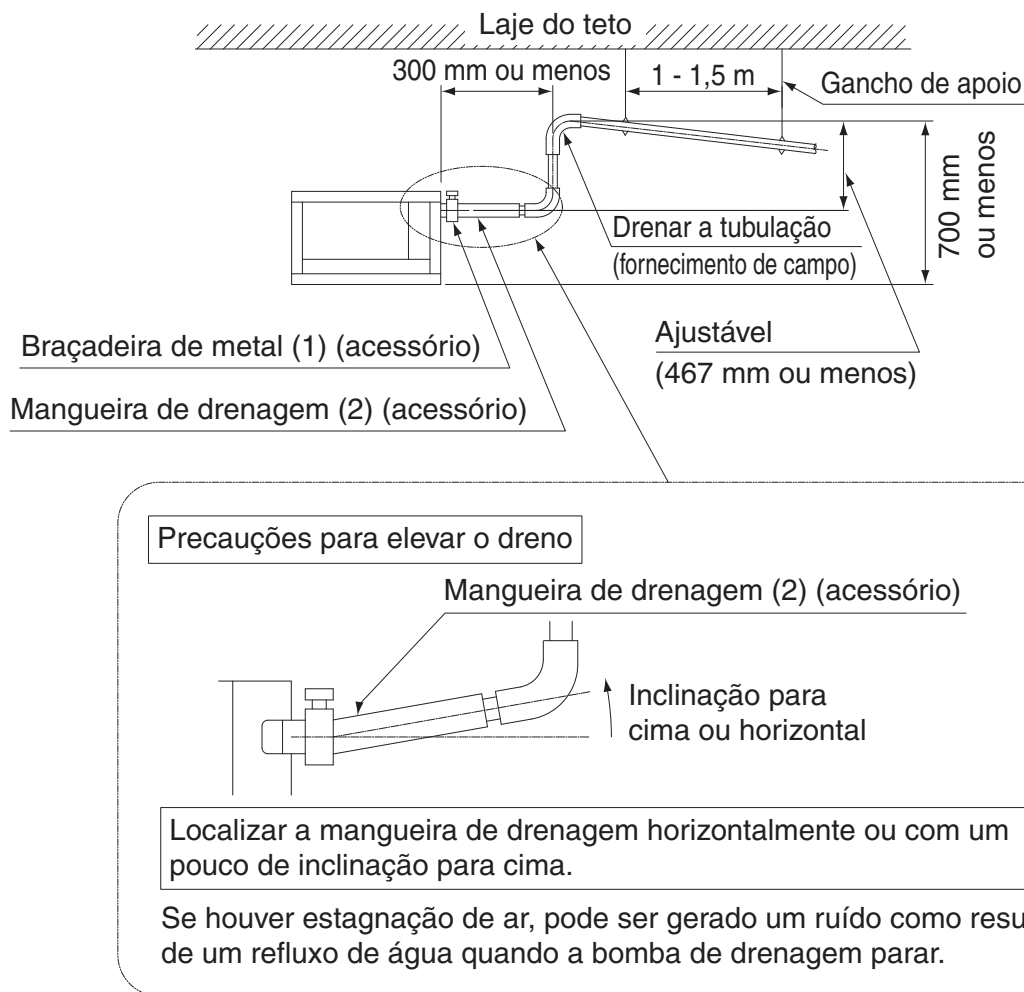 Laje do teto
300 mm ou menos
1 - 1,5 m
Gancho de apoio
700 mm
ou menos
Drenar a tubulação
(fornecimento de campo)
Ajustável
(467 mm ou menos)
Braçadeira de metal (1) (acessório)
Mangueira de drenagem (2) (acessório)
Precauções para elevar o dreno
Mangueira de drenagem (2) (acessório)
Inclinação para
cima ou horizontal
Localizar a mangueira de drenagem horizontalmente ou com um
pouco de inclinação para cima.
Se houver estagnação de ar, pode ser gerado um ruído como
de um refluxo de água quando a bomba de drenagem parar.